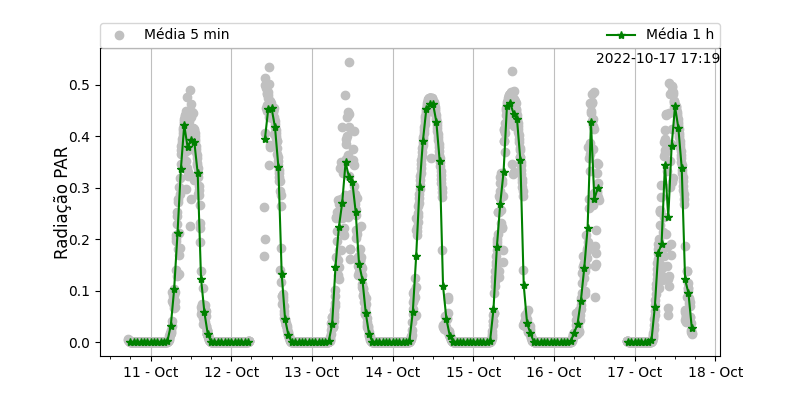 Média 5 min
Média 1 h
2022-10-17 17:19
Radiação PAR
0.5
0.4
0.3
0.2
0.1
0.0
11 - Oct
12 - Oct
13 - Oct
14 - Oct
15 - Oct
16 - Oct
17 - Oct
18 - Oct